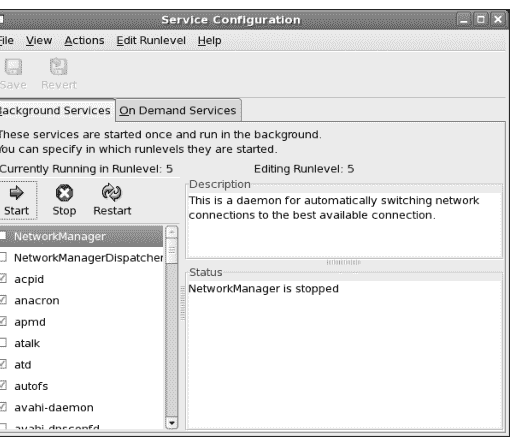 Service Configuration
File View Actions Edit Runlevel Help
Save Revert
Background Services On Demand Services
These services are started once and run in the background.
You can specify in which runlevels they are started.
Currently Running in Runlevel: 5 Editing Runlevel: 5
Start Stop Restart
Description
This is a daemon for automatically switching network
connections to the best available connection.
NetworkManager
NetworkManagerDispatcher
acpid
anacron
apmd
atalk
atd
autofs
avahi-daemon
avahi-dnsconfd
Status
NetworkManager is stopped